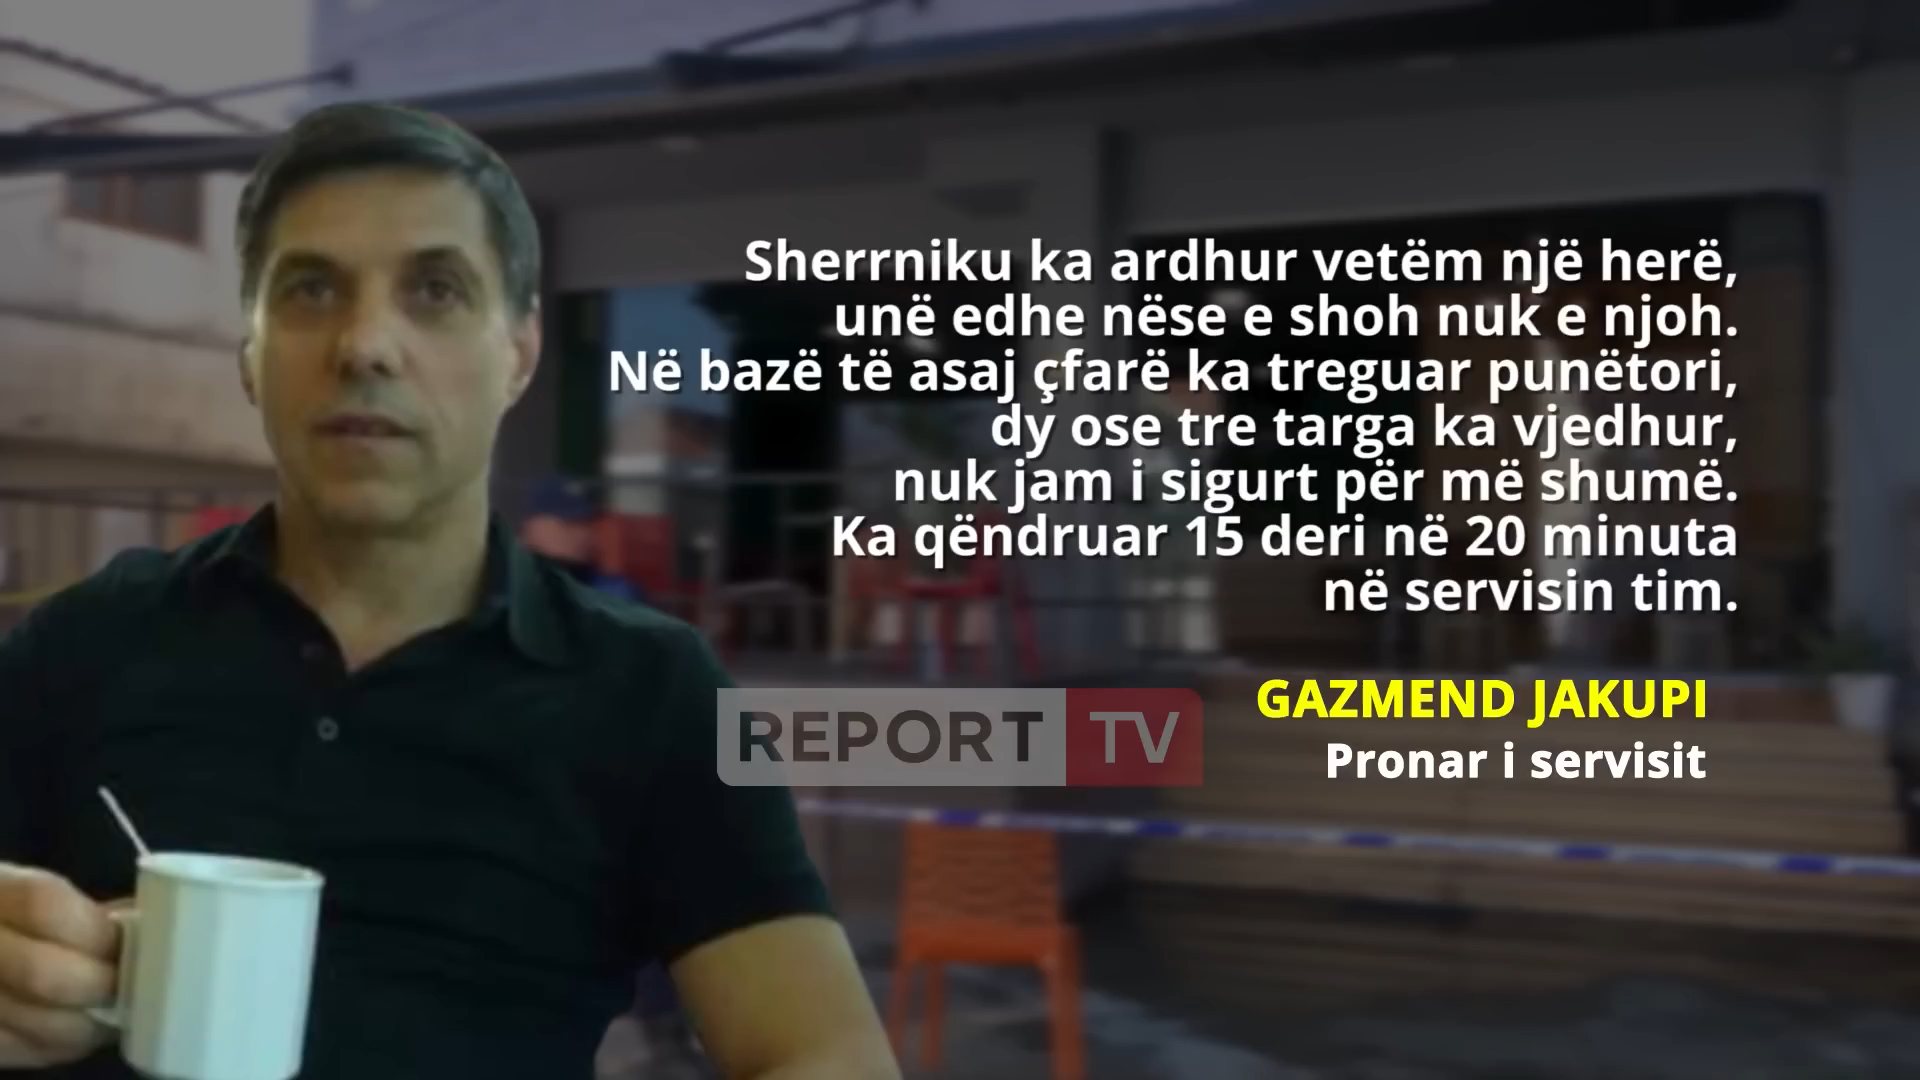 Sherrniku ka ardhur vetëm një herë,
unë edhe nëse e shoh nuk e njoh.
Në bazë të asaj çfarë ka treguar punëtori,
dy ose tre targa ka vjedhur,
nuk jam i sigurt për më shumë.
Ka qëndruar 15 deri në 20 minuta
në servisin tim.
GAZMEND JAKUPI
REPORT TV
Pronar i servisit